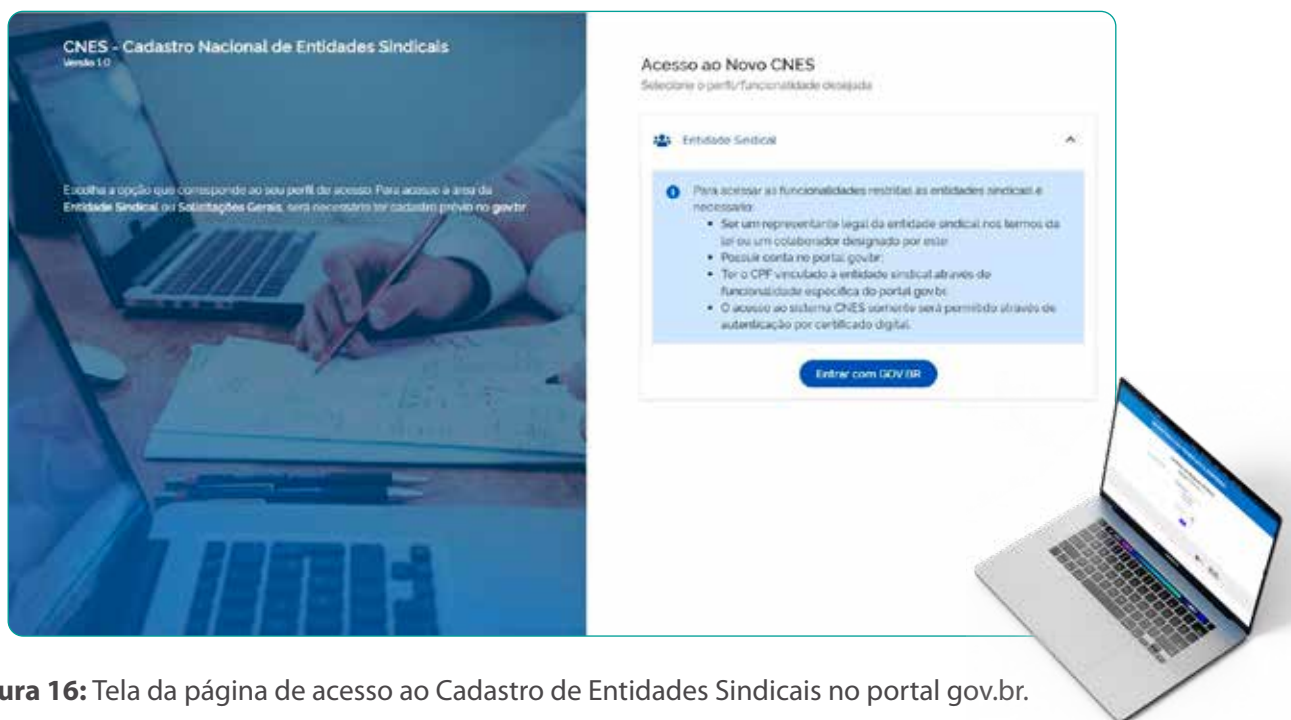 CNES - Cadastro Nacional de Entidades Sindicais
Versão 1.0
Escolha a opção que corresponde ao seu perfil de acesso. Para acesso à área da
Entidade Sindical ou Solicitações Gerais, será necessário ter cadastro prévio no gov.br
Acesso ao Novo CNES
Selecione o perfil/funcionalidade desejada
Entidade Sindical
Para acessar as funcionalidades restritas às entidades sindicais é
necessário:
• Ser um representante legal da entidade sindical nos termos da
lei ou um colaborador designado por este;
• Possuir conta no portal gov.br;
• Ter o CPF vinculado à entidade sindical através de
funcionalidade específica do portal gov.br.
• O acesso ao sistema CNES somente será permitido através de
autenticação por certificado digital.
Entrar com GOV.BR
ura 16: Tela da página de acesso ao Cadastro de Entidades Sindicais no portal gov.br.